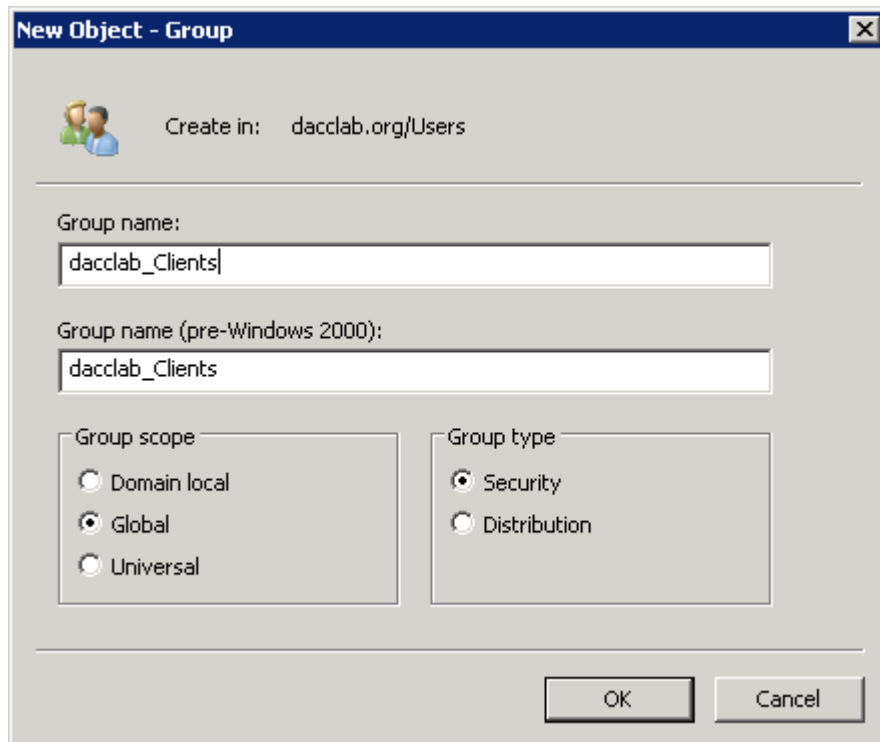 New Object - Group
Create in: dacclab.org/Users
Group name:
dacclab_Clients
Group name (pre-Windows 2000):
dacclab_Clients
Group scope
Domain local
Global
Universal
Group type
Security
Distribution
OK
Cancel